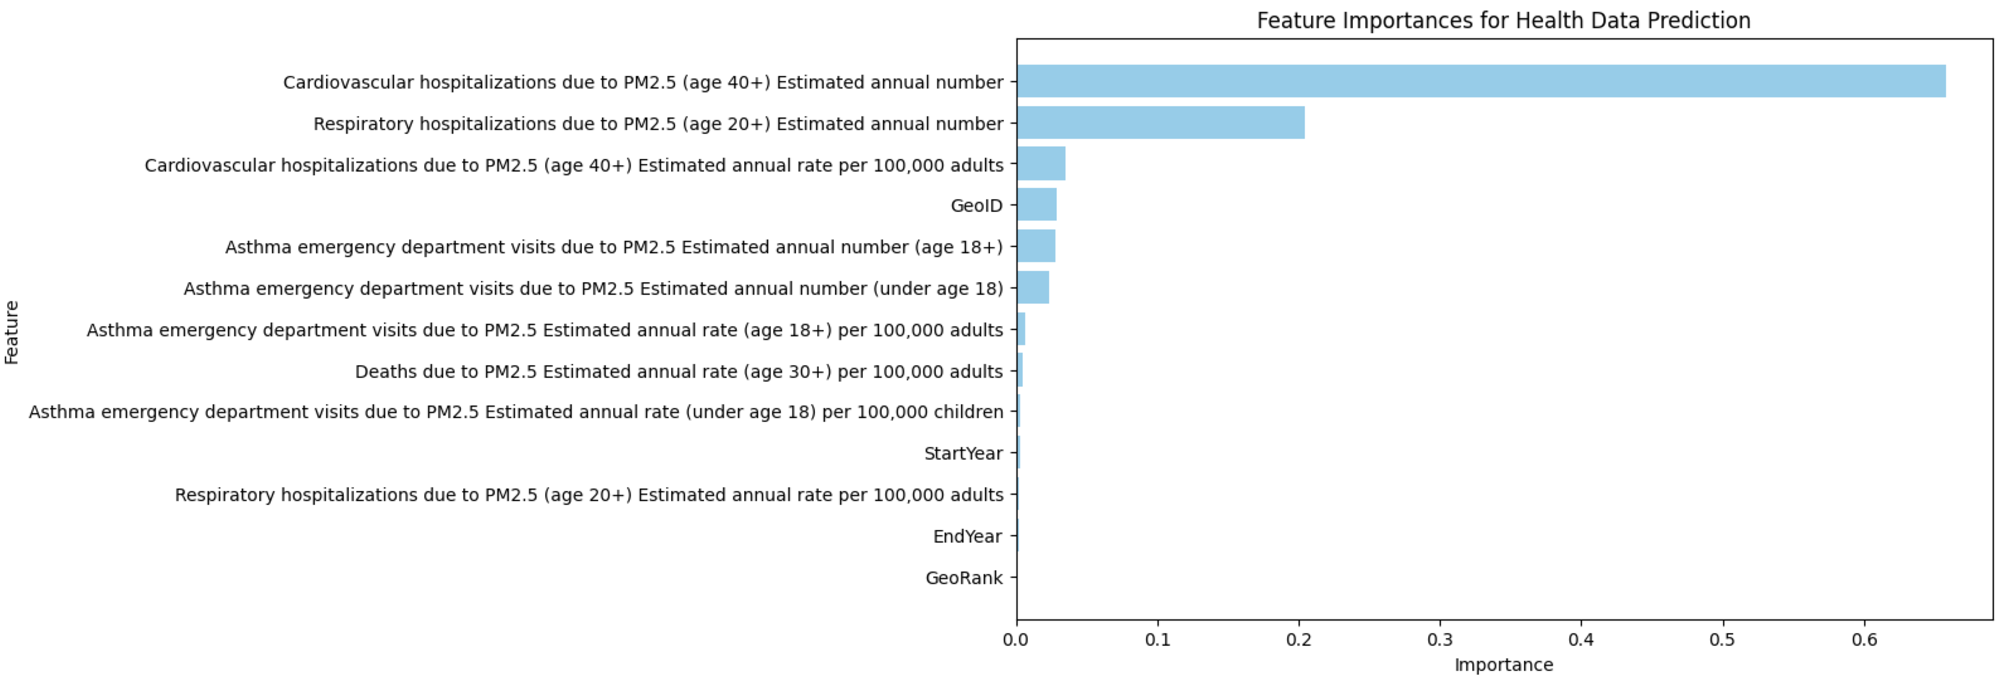 Feature Importances for Health Data Prediction
Feature
Cardiovascular hospitalizations due to PM2.5 (age 40+) Estimated annual number
Respiratory hospitalizations due to PM2.5 (age 20+) Estimated annual number
Cardiovascular hospitalizations due to PM2.5 (age 40+) Estimated annual rate per 100,000 adults
GeoID
Asthma emergency department visits due to PM2.5 Estimated annual number (age 18+)
Asthma emergency department visits due to PM2.5 Estimated annual number (under age 18)
Asthma emergency department visits due to PM2.5 Estimated annual rate (age 18+) per 100,000 adults
Deaths due to PM2.5 Estimated annual rate (age 30+) per 100,000 adults
Asthma emergency department visits due to PM2.5 Estimated annual rate (under age 18) per 100,000 children
StartYear
Respiratory hospitalizations due to PM2.5 (age 20+) Estimated annual rate per 100,000 adults
EndYear
GeoRank
0.0 0.1 0.2 0.3 0.4 0.5 0.6
Importance